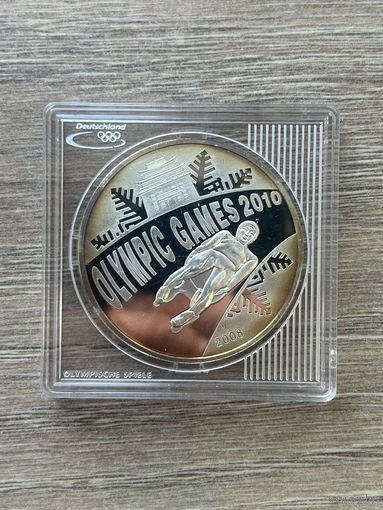 Deutschland
OLYMPIC GAMES 2010
2008
OLYMPISCHE SPIELE